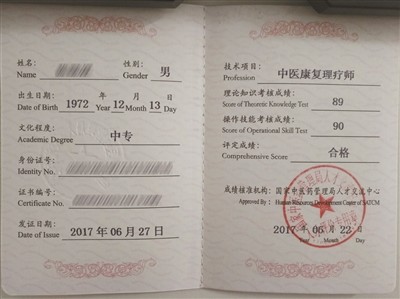 姓名:
Name
性别:
Gender 男
出生日期: 年 月 日
Date of Birth 1972 Year 12 Month 13 Day
文化程度:
Academic Degree 中专
身份证号:
Identity No.
证书编号:
Certificate No.
发证日期
Date of Issue 2017 年 06 月 27 日
技术项目:
Profession 中医康复理疗师
理论知识考核成绩:
Score of Theoretic Knowledge Test 89
操作技能考核成绩:
Score of Operational Skill Test 90
评定成绩:
Comprehensive Score 合格
成绩核准机构: 国家中医药管理局人才交流中心
Approved by : Human Resources Development Center of SATCM
2017 年 06 月 22 日
Year Month Day